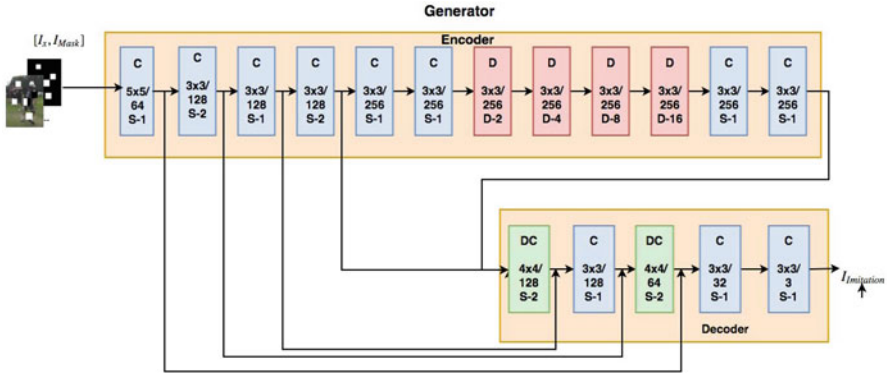 Generator
Encoder
[Iₓ, I_Mask]
C
5x5/
64
S-1
C
3x3/
128
S-2
C
3x3/
128
S-1
C
3x3/
128
S-2
C
3x3/
256
S-1
C
3x3/
256
S-1
D
3x3/
256
D-2
D
3x3/
256
D-4
D
3x3/
256
D-8
D
3x3/
256
D-16
C
3x3/
256
S-1
C
3x3/
256
S-1
DC
4x4/
128
S-2
C
3x3/
128
S-1
DC
4x4/
64
S-2
C
3x3/
32
S-1
C
3x3/
3
S-1
I_Imitation
Decoder